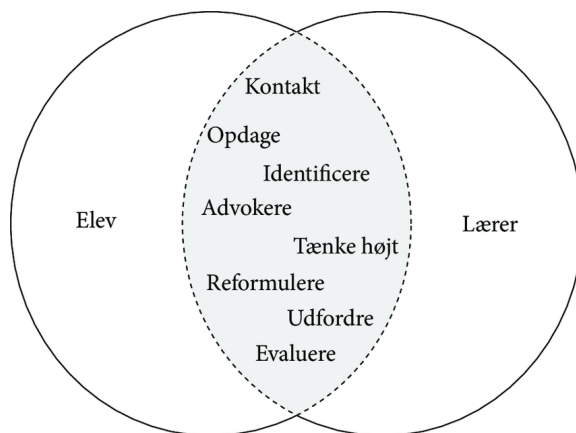 Kontakt
Opdage
Identificere
Advokere
Elev
Lærer
Tænke højt
Reformulere
Udfordre
Evaluere